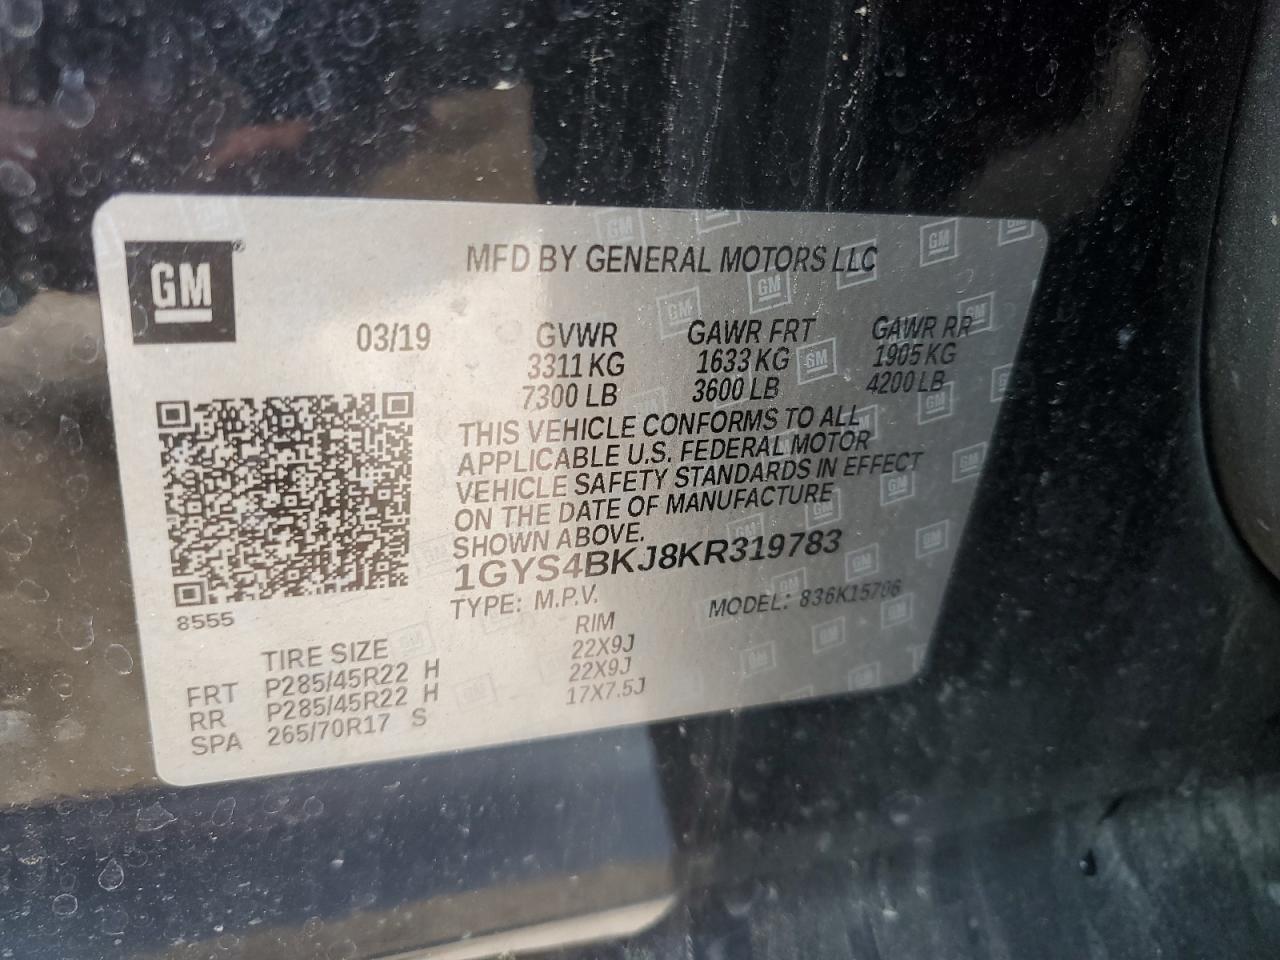 GM
MFD BY GENERAL MOTORS LLC
03/19 GVWR GAWR FRT GAWR RR
3311 KG 1633 KG 1905 KG
7300 LB 3600 LB 4200 LB
THIS VEHICLE CONFORMS TO ALL
APPLICABLE U.S. FEDERAL MOTOR
VEHICLE SAFETY STANDARDS IN EFFECT
ON THE DATE OF MANUFACTURE
SHOWN ABOVE.
1GYS4BKJ8KR319783
TYPE: M.P.V. MODEL: 836K15706
8555
TIRE SIZE RIM
FRT P285/45R22 H 22X9J
RR P285/45R22 H 22X9J
SPA 265/70R17 S 17X7.5J